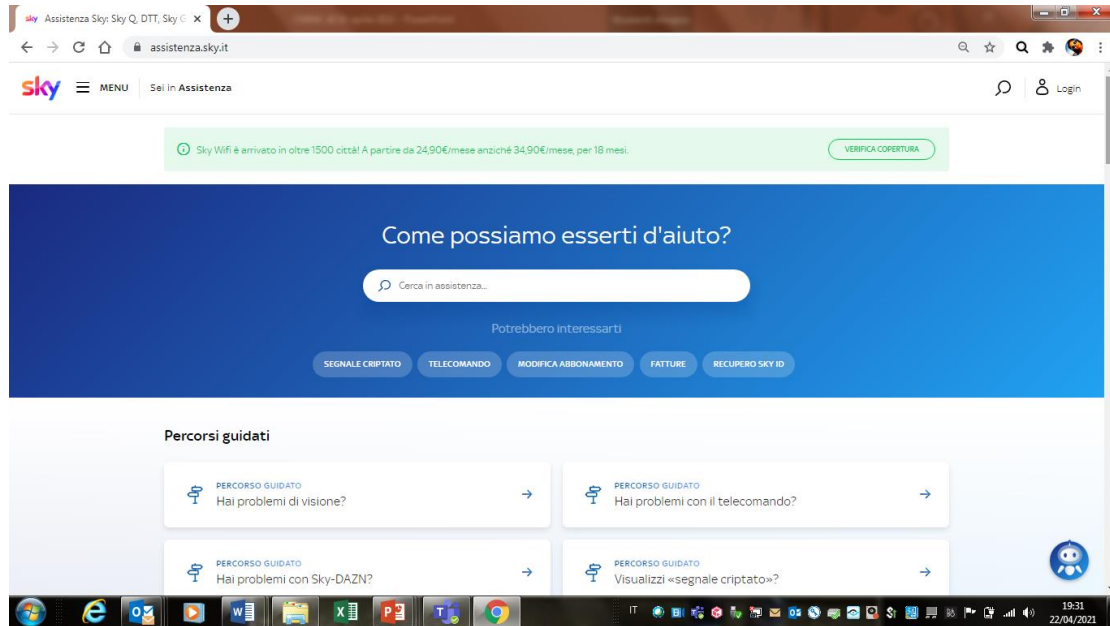 sky Assistenza Sky: Sky Q, DTT, Sky G
assistenza.sky.it
sky MENU Sei in Assistenza Login
Sky Wifi è arrivato in oltre 1500 città! A partire da 24,90€/mese anziché 34,90€/mese, per 18 mesi. VERIFICA COPERTURA
Come possiamo esserti d'aiuto?
Cerca in assistenza...
Potrebbero interessarti
SEGNALE CRIPTATO TELECOMANDO MODIFICA ABBONAMENTO FATTURE RECUPERO SKY ID
Percorsi guidati
PERCORSO GUIDATO
Hai problemi di visione?
PERCORSO GUIDATO
Hai problemi con il telecomando?
PERCORSO GUIDATO
Hai problemi con Sky-DAZN?
PERCORSO GUIDATO
Visualizzi «segnale criptato»?
IT
19:31
22/04/2021